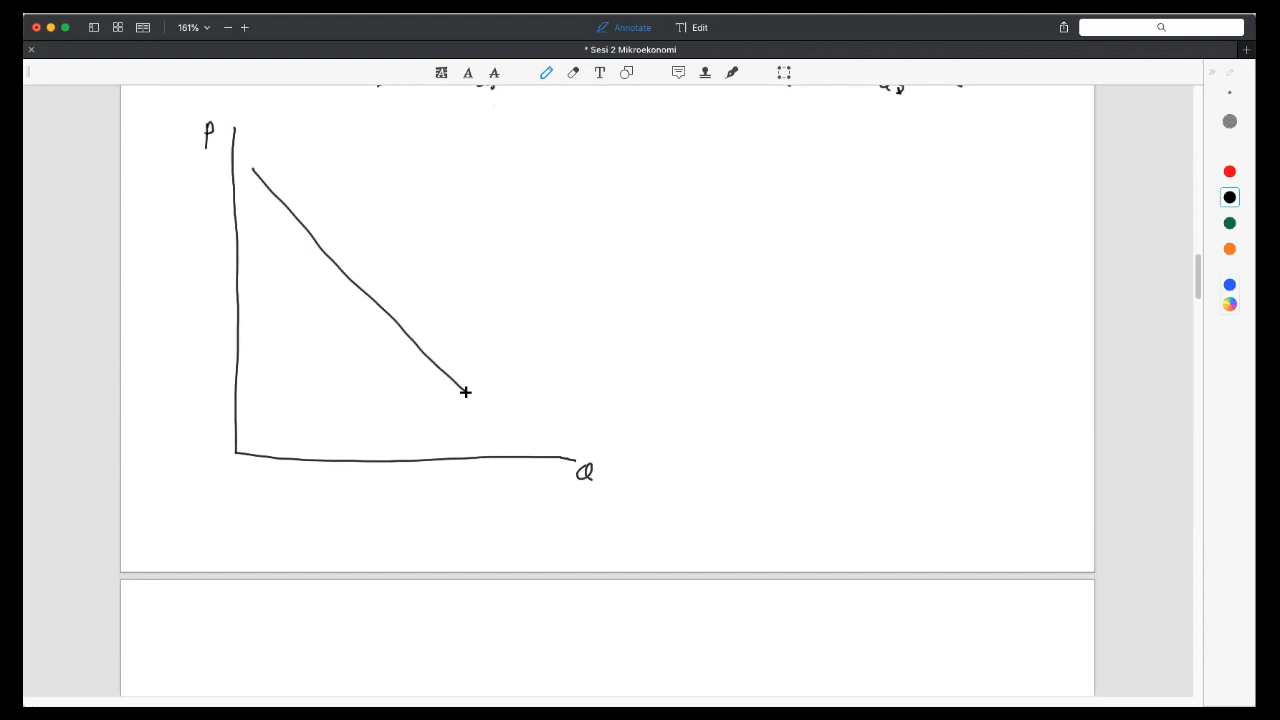 161%
Annotate
Edit
* Sesi 2 Mikroekonomi
A A A T
P
Q